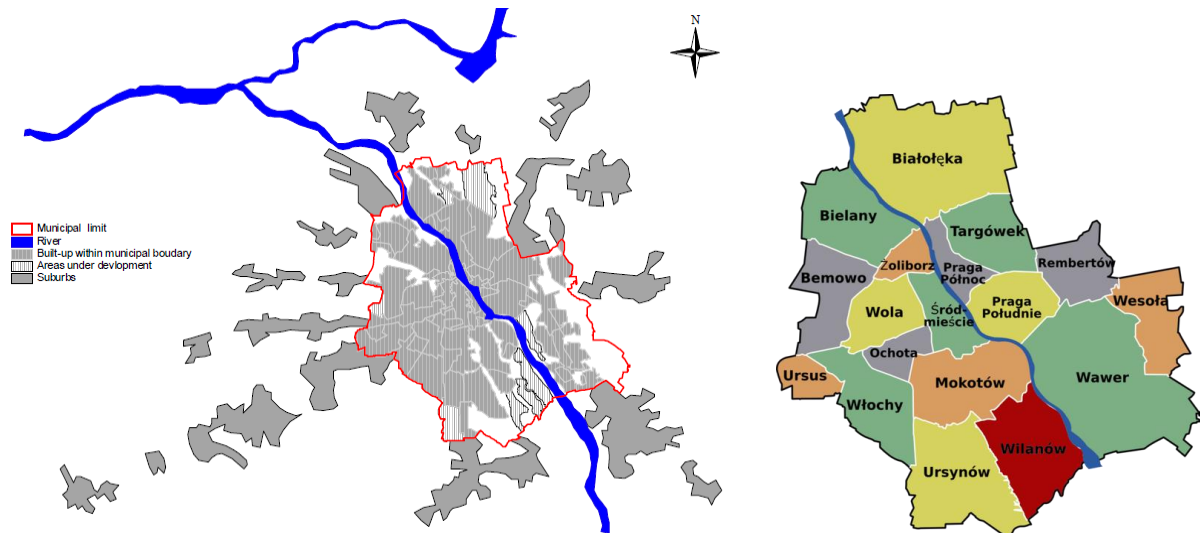 N
Municipal limit
River
Built-up within municipal boudary
Areas under devlopment
Suburbs
Białołęka
Bielany
Targówek
Żoliborz
Praga
Północ
Rembertów
Bemowo
Wesoła
Wola
Śród-
mieście
Praga
Południe
Ochota
Ursus
Mokotów
Wawer
Włochy
Wilanów
Ursynów